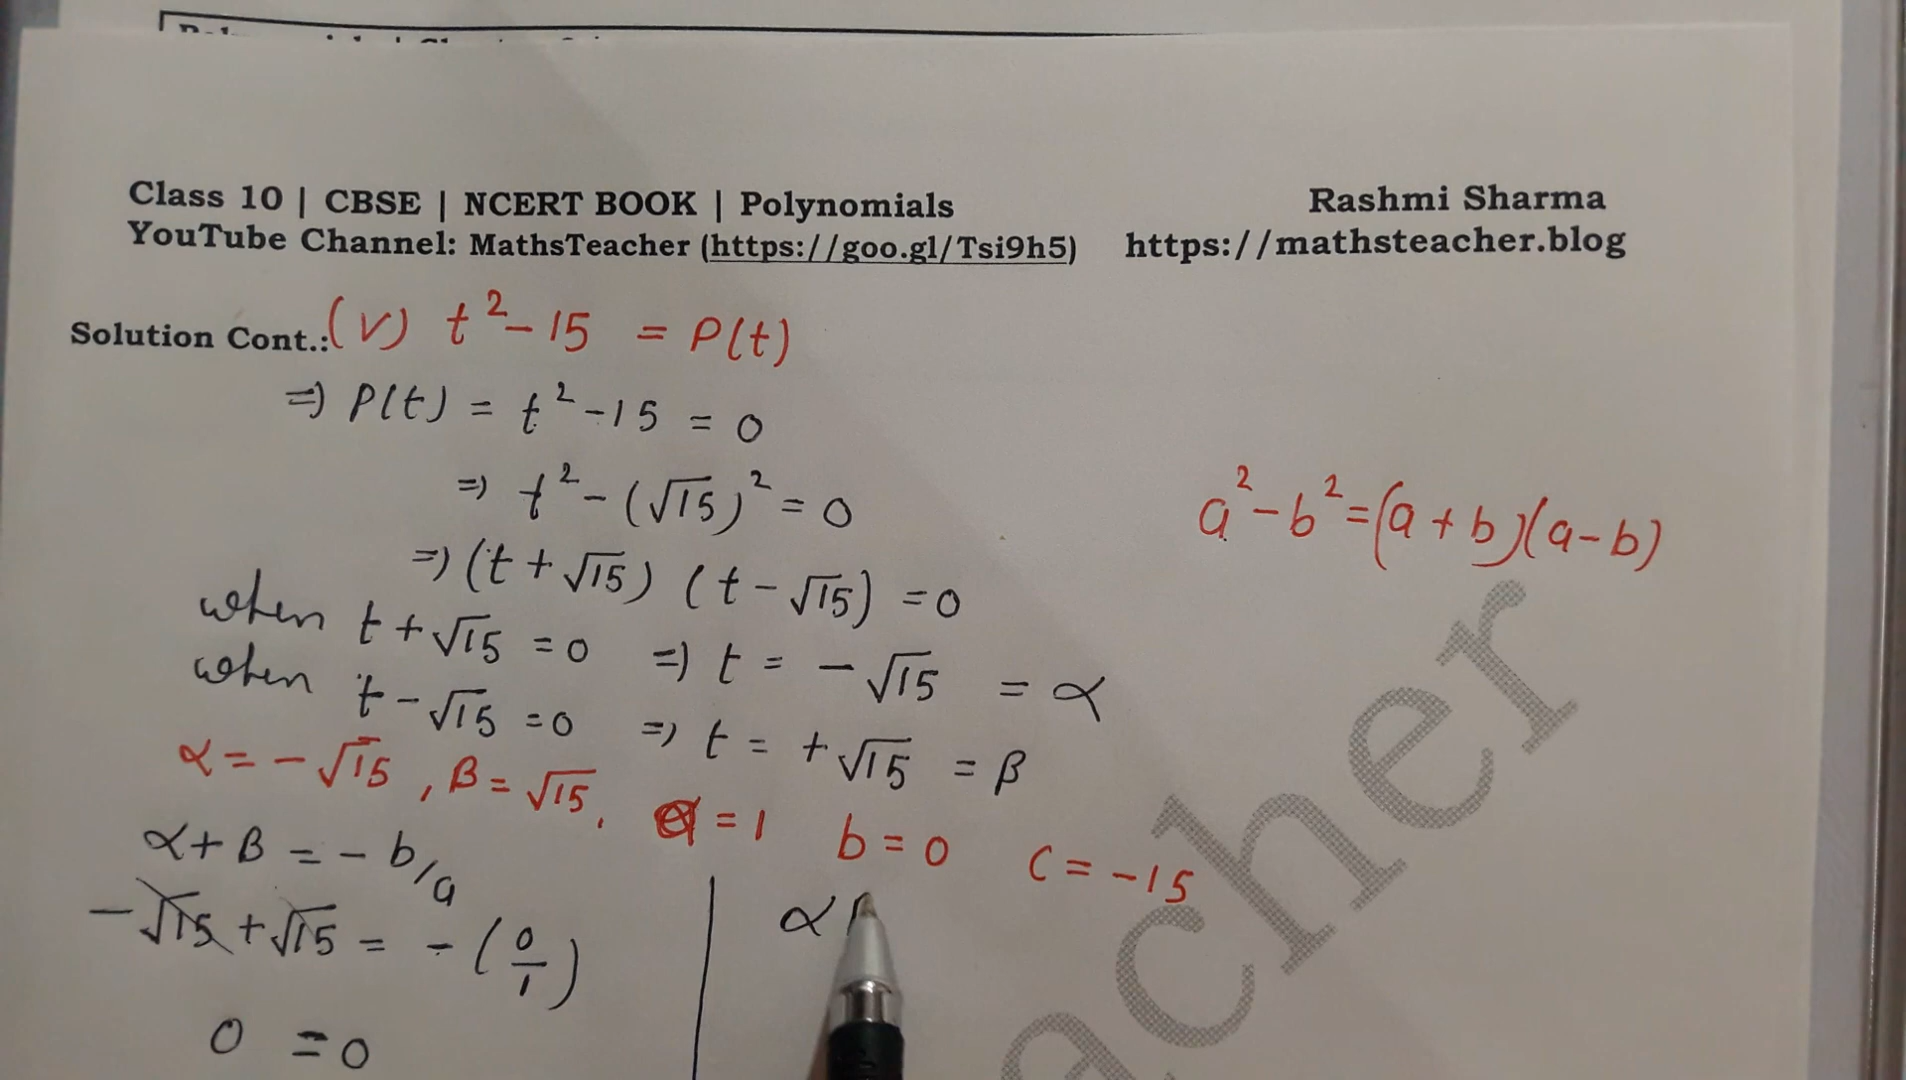 Class 10 | CBSE | NCERT BOOK | Polynomials Rashmi Sharma
YouTube Channel: MathsTeacher (https://goo.gl/Tsi9h5) https://mathsteacher.blog
Solution Cont.: (v) t² - 15 = P(t)
⇒ P(t) = t² - 15 = 0
⇒ t² - (√15)² = 0
a² - b² = (a + b)(a - b)
⇒ (t + √15) (t - √15) = 0
when t + √15 = 0 ⇒ t = - √15 = α
when t - √15 = 0 ⇒ t = + √15 = β
α = - √15 , β = √15 , a = 1 b = 0 c = -15
α + β = - b/a
- √15 + √15 = - (0/1)
0 = 0
α
acher